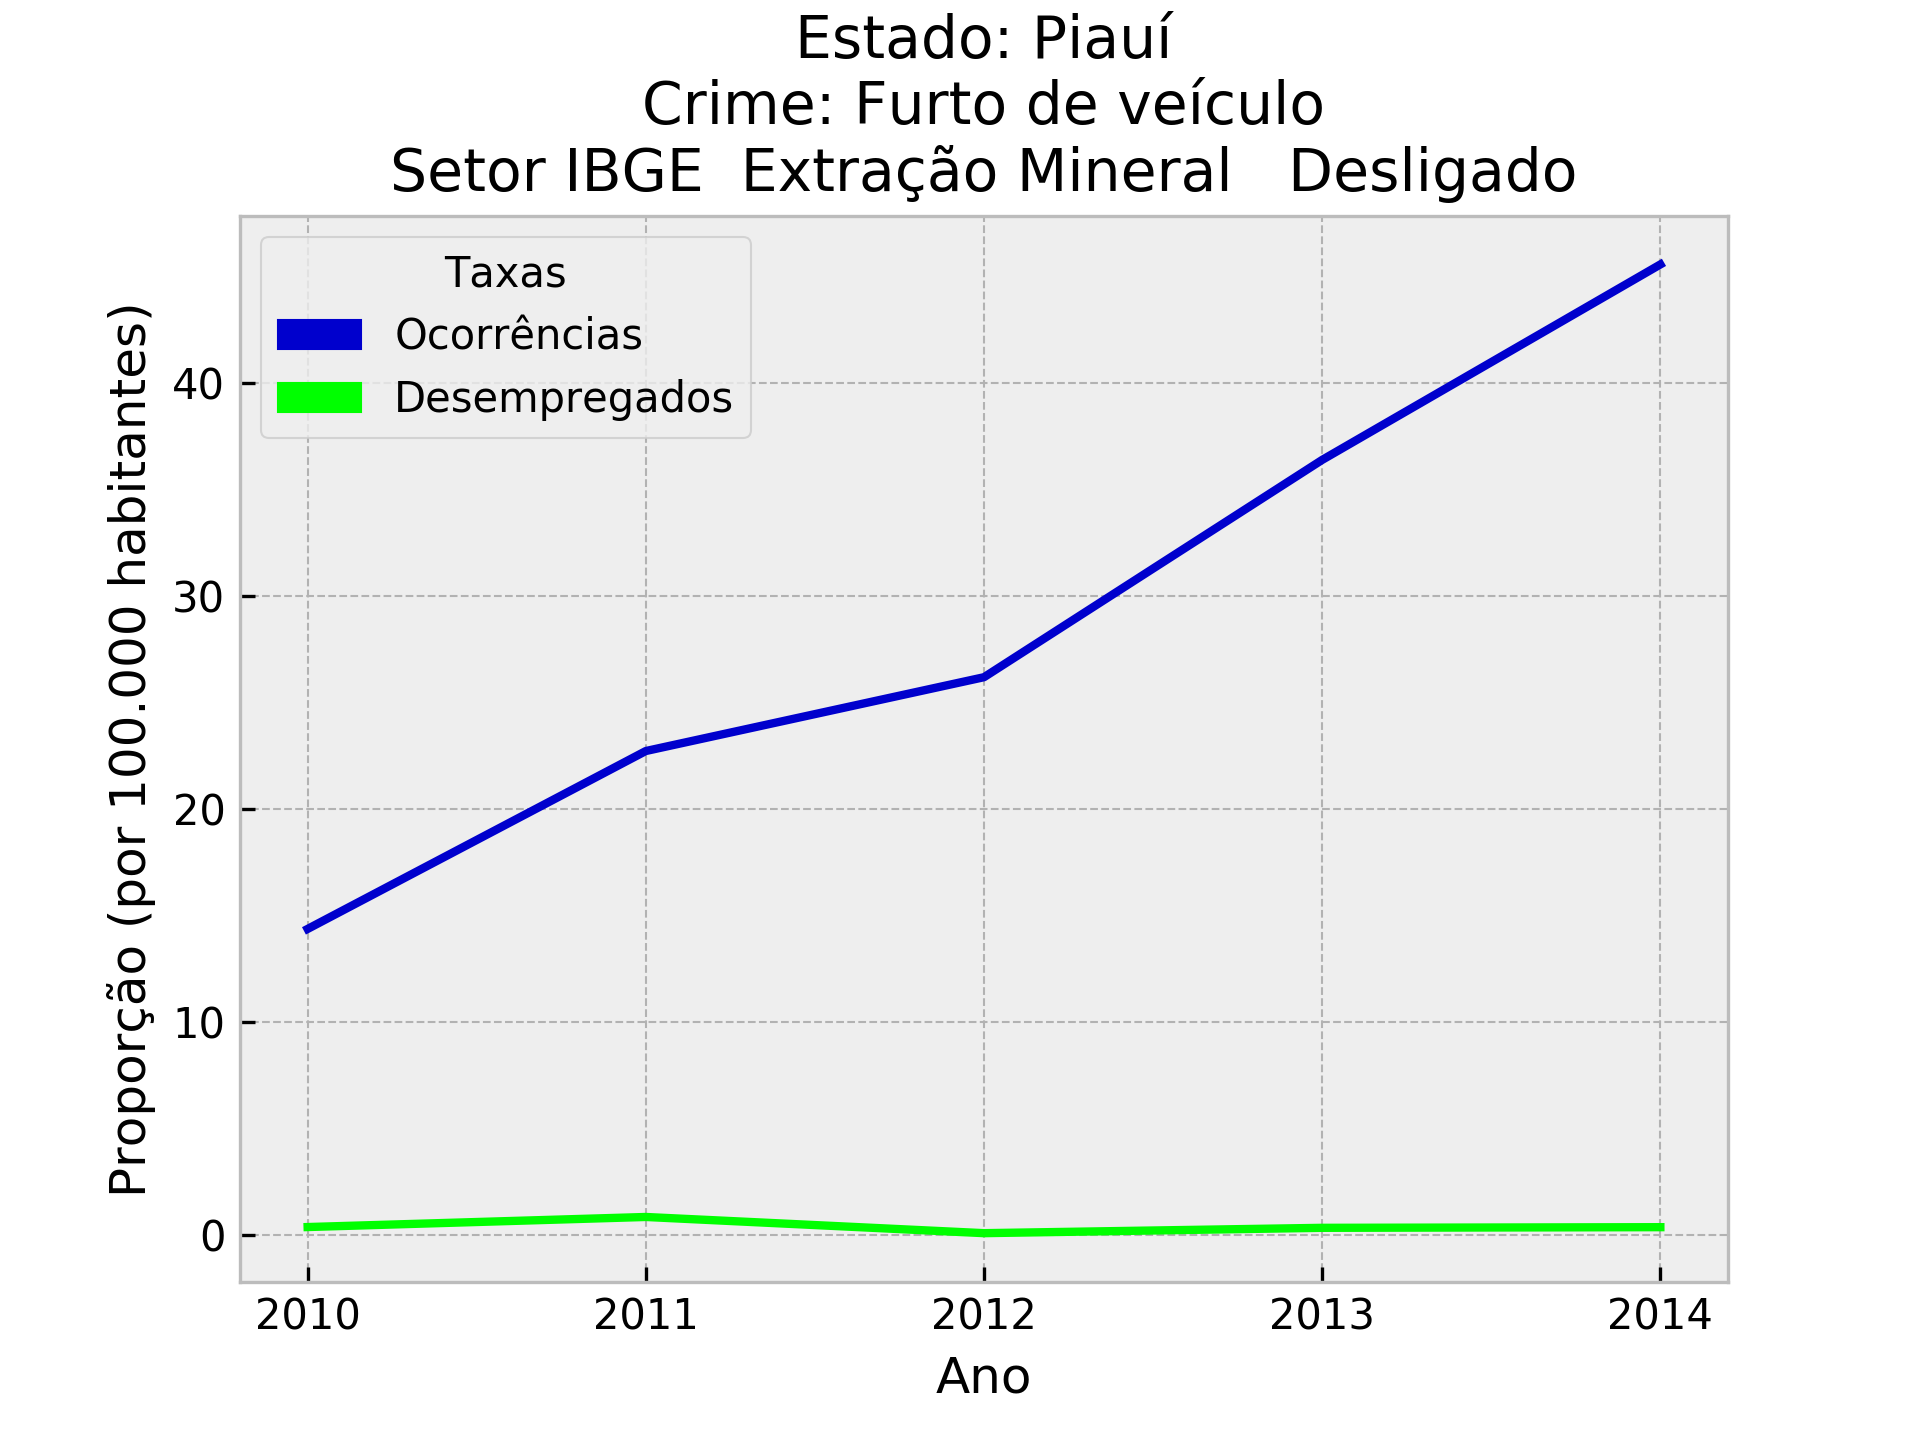 Estado: Piauí
Crime: Furto de veículo
Setor IBGE  Extração Mineral   Desligado
Taxas
Ocorrências
Desempregados
Proporção (por 100.000 habitantes)
40
30
20
10
0
2010 2011 2012 2013 2014
Ano